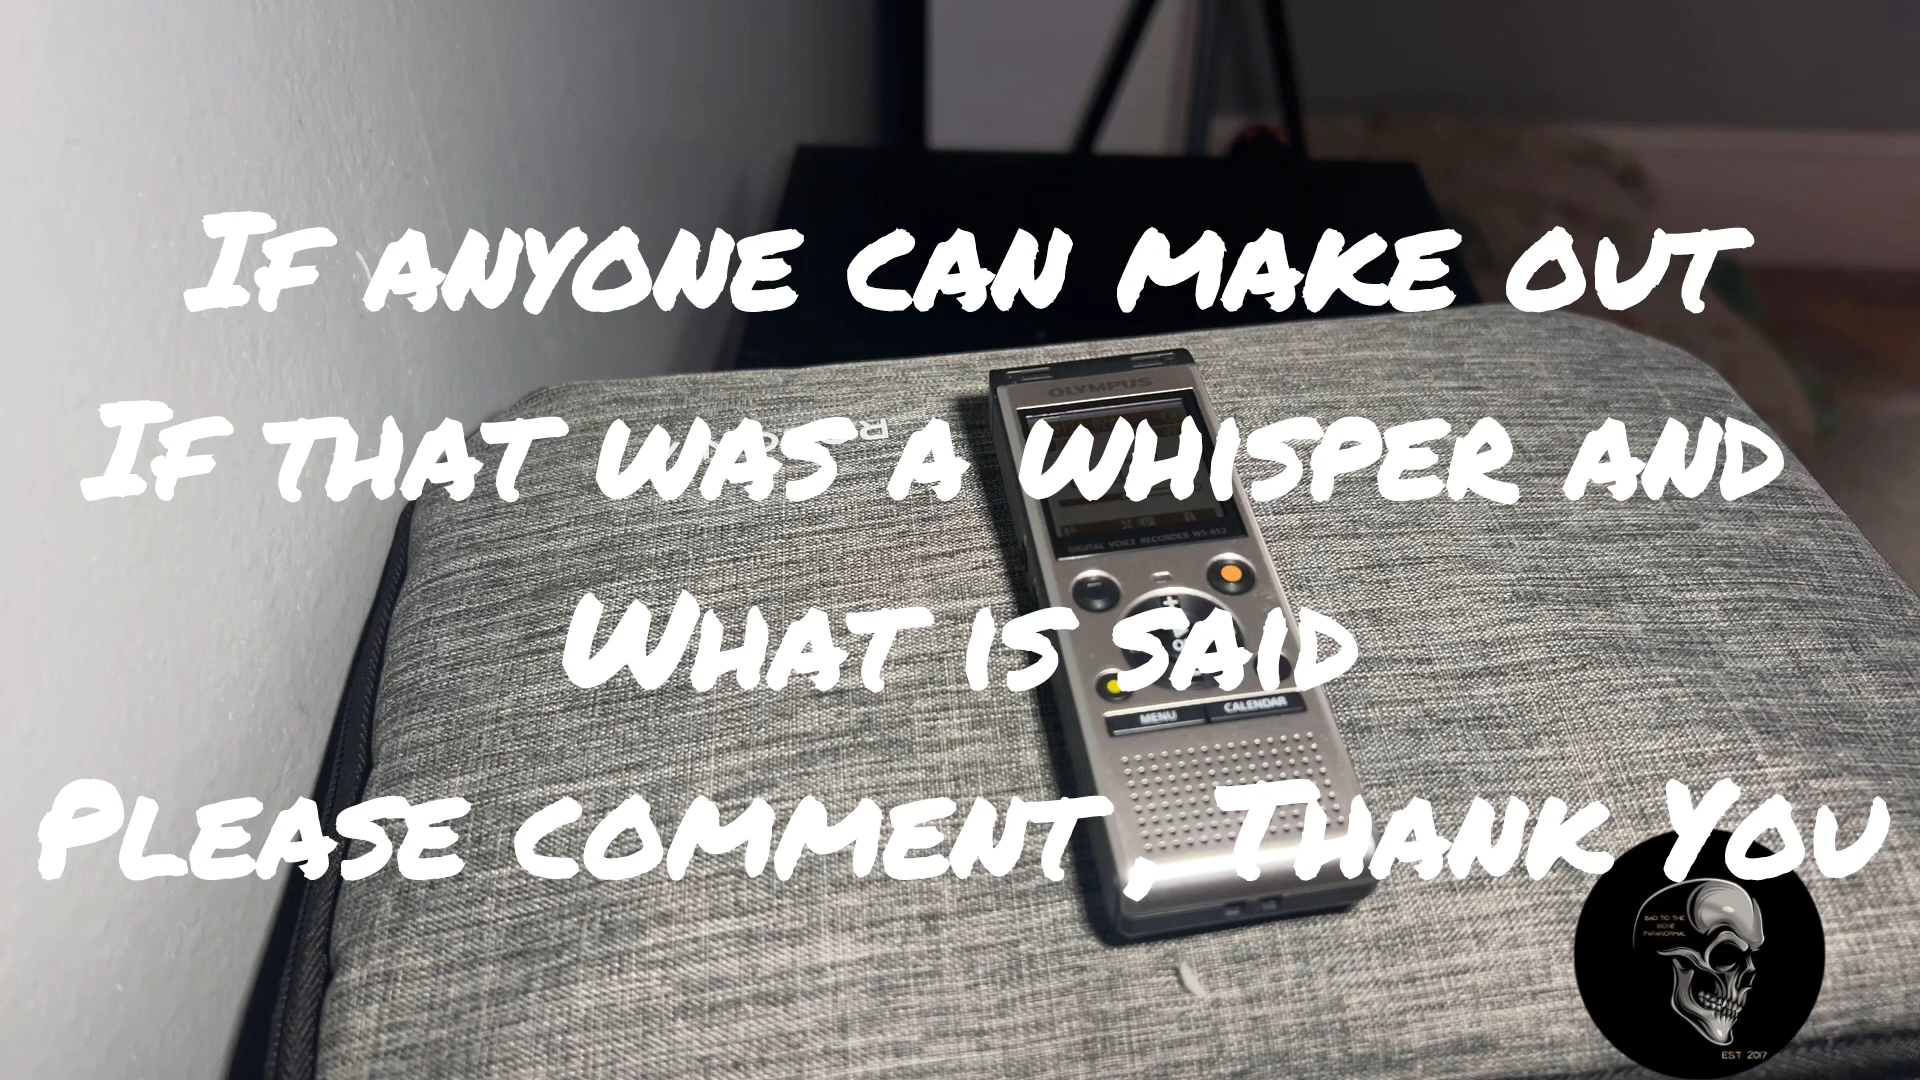 If anyone can make out
If that was a whisper and
What is said
Please comment , Thank You
OLYMPUS
DIGITAL VOICE RECORDER WS-852
MENU
CALENDAR
BAD TO THE
BONE
PARANORMAL
EST 2017